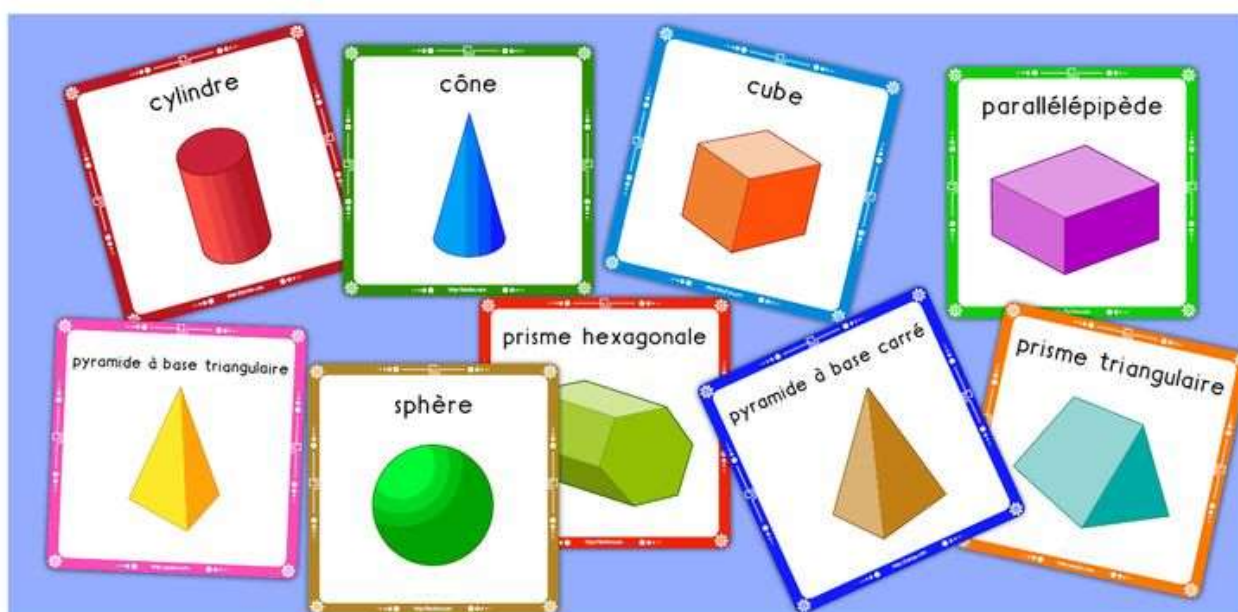 cylindre
cône
cube
parallélépipède
pyramide à base triangulaire
sphère
prisme hexagonale
pyramide à base carré
prisme triangulaire